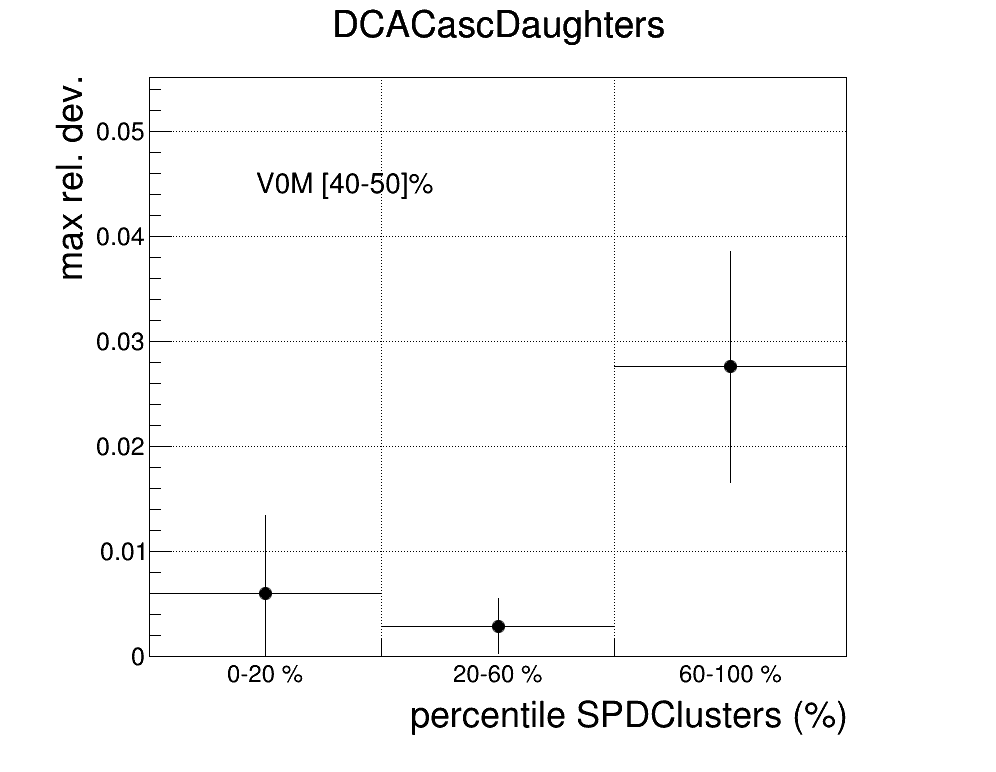 DCACascDaughters
max rel. dev.
0.05
V0M [40-50]%
0.04
0.03
0.02
0.01
0
0-20 %
20-60 %
60-100 %
percentile SPDClusters (%)